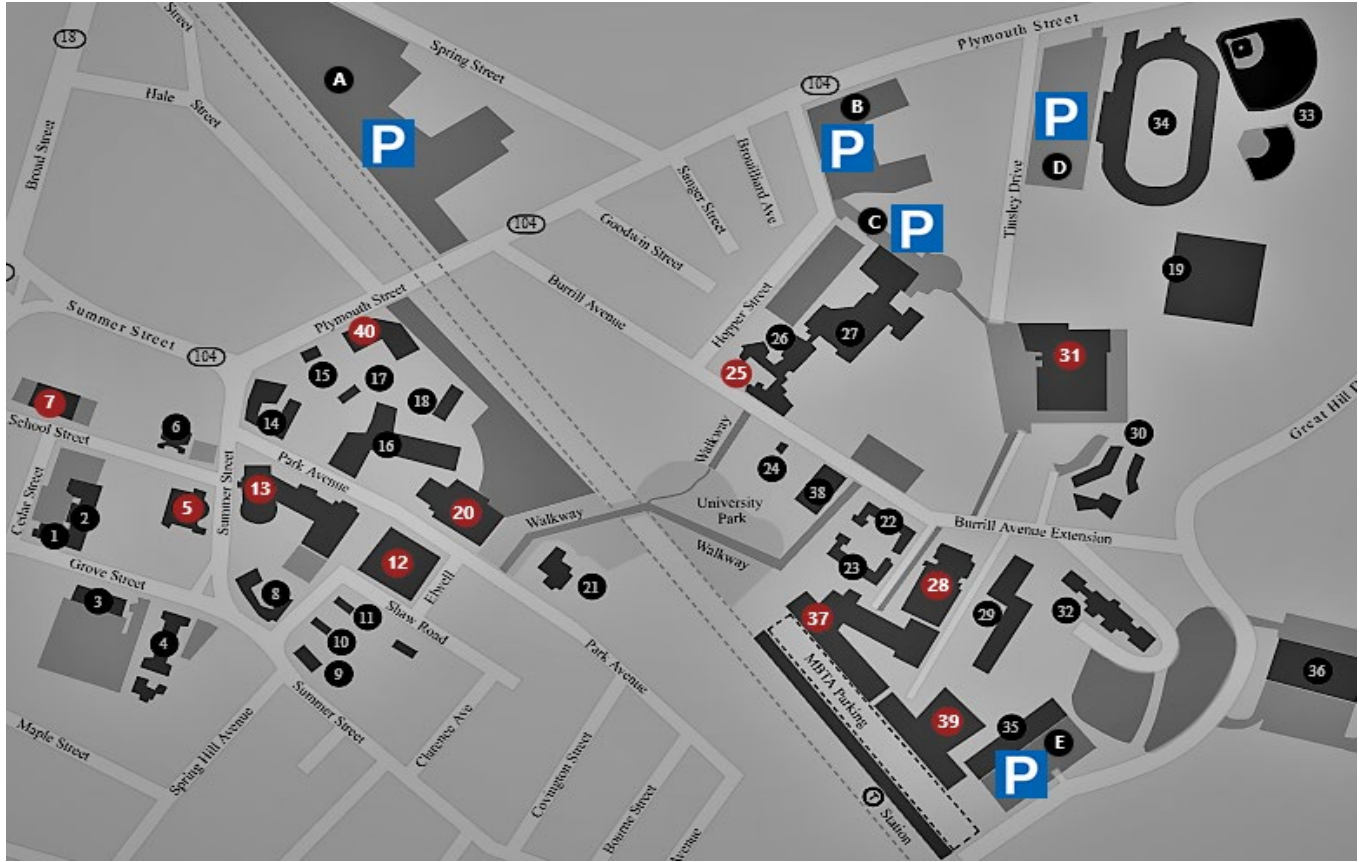 18
Street
Spring Street
Plymouth Street
33
A
Hale Street
104
B
P
P
P
34
Broad Street
Brouilliard Ave
Sanger Street
D
Tinsley Drive
C
P
104
Goodwin Street
19
Burrill Avenue
Hopper Street
Summer Street
Plymouth Street
40
26
27
104
15
17
25
31
7
18
Great Hill D
6
14
16
School Street
Walkway
30
Park Avenue
24
38
Summer Street
13
20
University
Park
Cedar Street
5
2
1
Walkway
22
Burrill Avenue Extension
Walkway
12
23
Grove Street
21
28
3
8
Elwell
29
32
11
Shaw Road
37
4
10
Park Avenue
MBTA Parking
36
9
39
35
Summer Street
E
Maple Street
Spring Hill Avenue
Clarence Ave
P
Covington Street
T Station
Bourne Street
Avenue